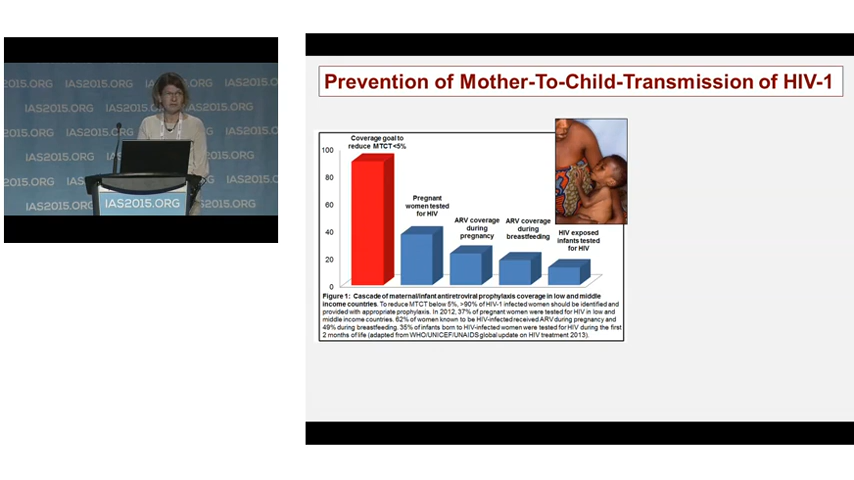 IAS2015.ORG
IAS2015.ORG
2015.ORG
IAS2015.ORG
IAS2015.ORG
IAS2015.ORG
IAS2015.ORG
Prevention of Mother-To-Child-Transmission of HIV-1
Coverage goal to
reduce MTCT<5%
100
80
60
40
20
0
Pregnant
women tested
for HIV
ARV coverage
during
pregnancy
ARV coverage
during
breastfeeding
HIV exposed
infants tested
for HIV
Figure 1: Cascade of maternal/infant antiretroviral prophylaxis coverage in low and middle
income countries. To reduce MTCT below 5%, >90% of HIV-1 infected women should be identified and
provided with appropriate prophylaxis. In 2012, 37% of pregnant women were tested for HIV in low and
middle income countries. 62% of women known to be HIV-infected received ARV during pregnancy and
49% during breastfeeding. 35% of infants born to HIV-infected women were tested for HIV during the first
2 months of life (adapted from WHO/UNICEF/UNAIDS global update on HIV treatment 2013).